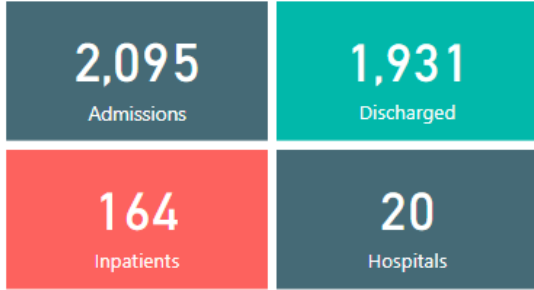 2,095
Admissions
1,931
Discharged
164
Inpatients
20
Hospitals